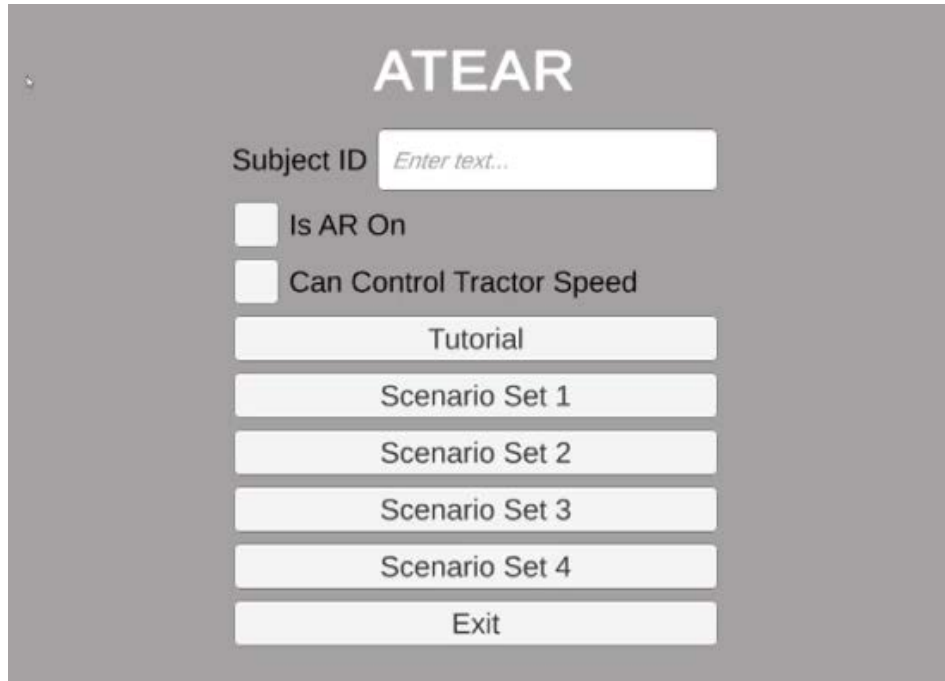 ATEAR
Subject ID Enter text...
Is AR On
Can Control Tractor Speed
Tutorial
Scenario Set 1
Scenario Set 2
Scenario Set 3
Scenario Set 4
Exit